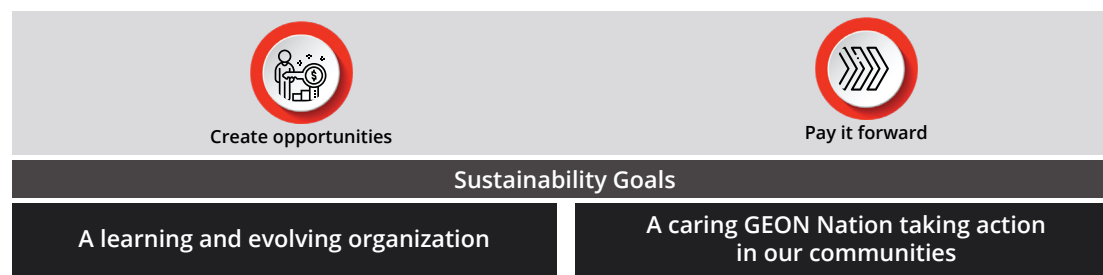 Create opportunities
Pay it forward
Sustainability Goals
A learning and evolving organization
A caring GEON Nation taking action
in our communities